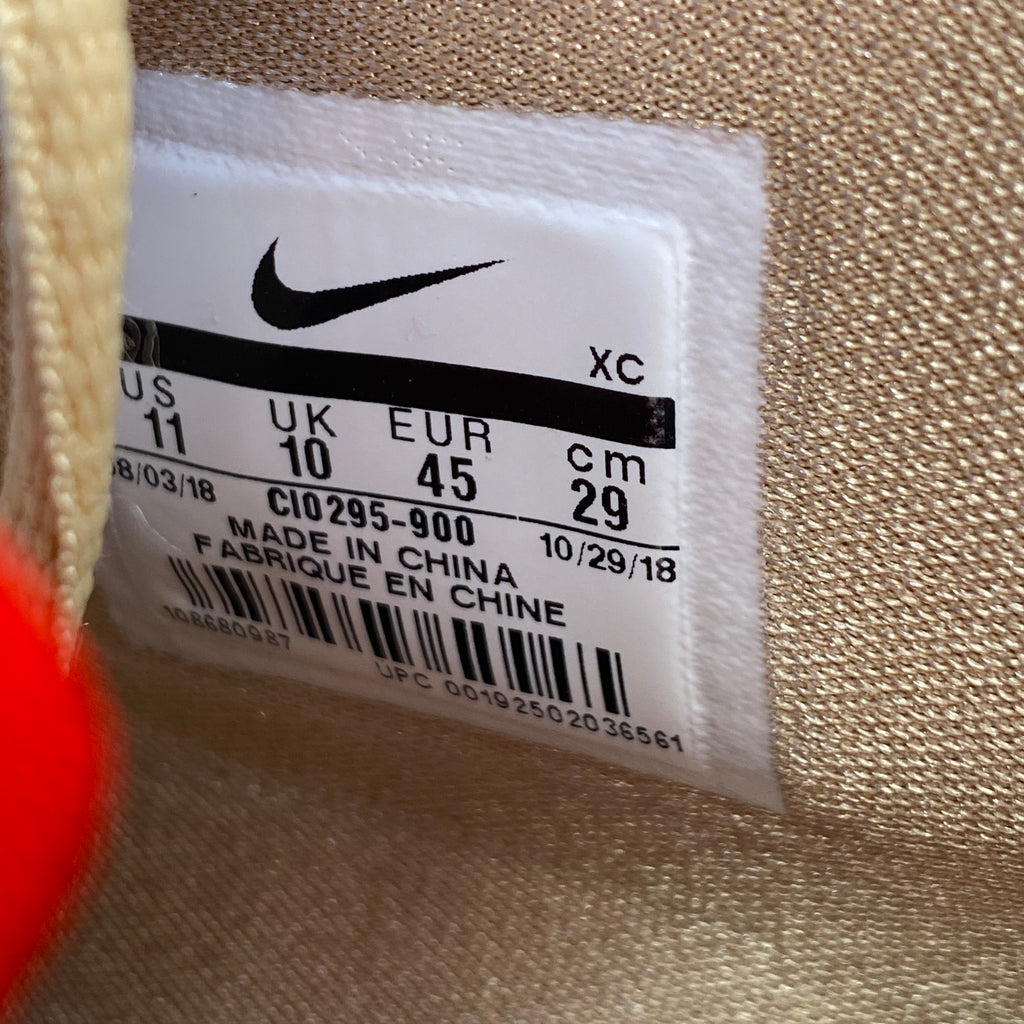 XC
US UK EUR cm
11 10 45 29
08/03/18 CI0295-900 10/29/18
MADE IN CHINA
FABRIQUE EN CHINE
108680987
UPC 00192502036561